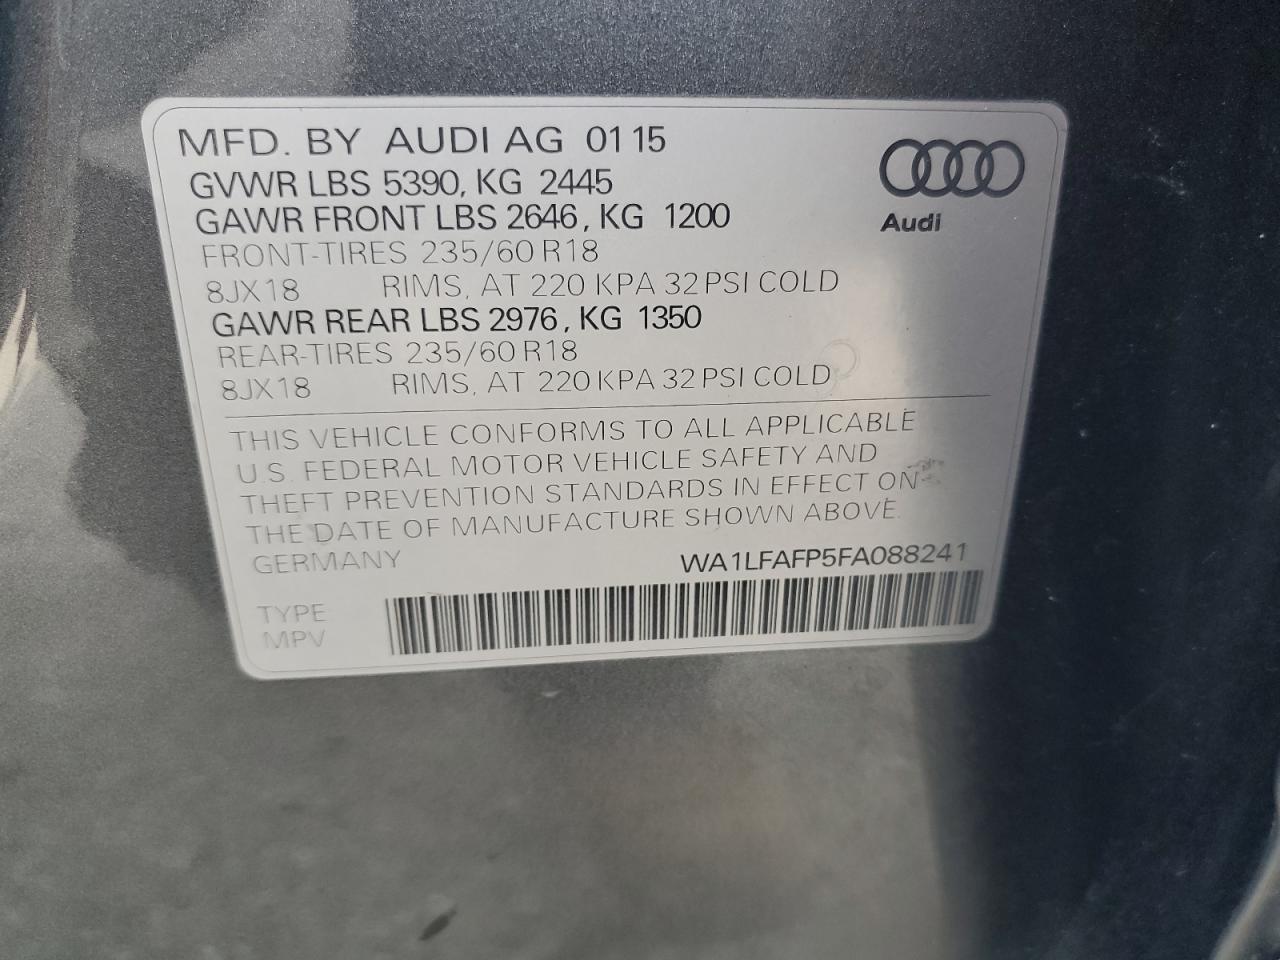 MFD. BY AUDI AG 01 15
GVWR LBS 5390, KG 2445
GAWR FRONT LBS 2646, KG 1200
FRONT-TIRES 235/60 R18
8JX18 RIMS, AT 220 KPA 32 PSI COLD
GAWR REAR LBS 2976, KG 1350
REAR-TIRES 235/60 R18
8JX18 RIMS, AT 220 KPA 32 PSI COLD
Audi
THIS VEHICLE CONFORMS TO ALL APPLICABLE
U.S. FEDERAL MOTOR VEHICLE SAFETY AND
THEFT PREVENTION STANDARDS IN EFFECT ON
THE DATE OF MANUFACTURE SHOWN ABOVE.
GERMANY WA1LFAFP5FA088241
TYPE
MPV